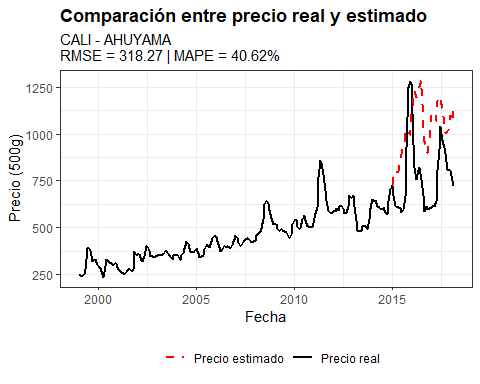 Comparación entre precio real y estimado
CALI - AHUYAMA
RMSE = 318.27 | MAPE = 40.62%
Precio (500g)
1250
1000
750
500
250
2000 2005 2010 2015
Fecha
Precio estimado Precio real